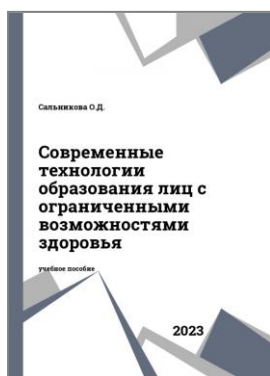 Сальникова О.Д.
Современные
технологии
образования лиц с
ограниченными
возможностями
здоровья
учебное пособие
2023